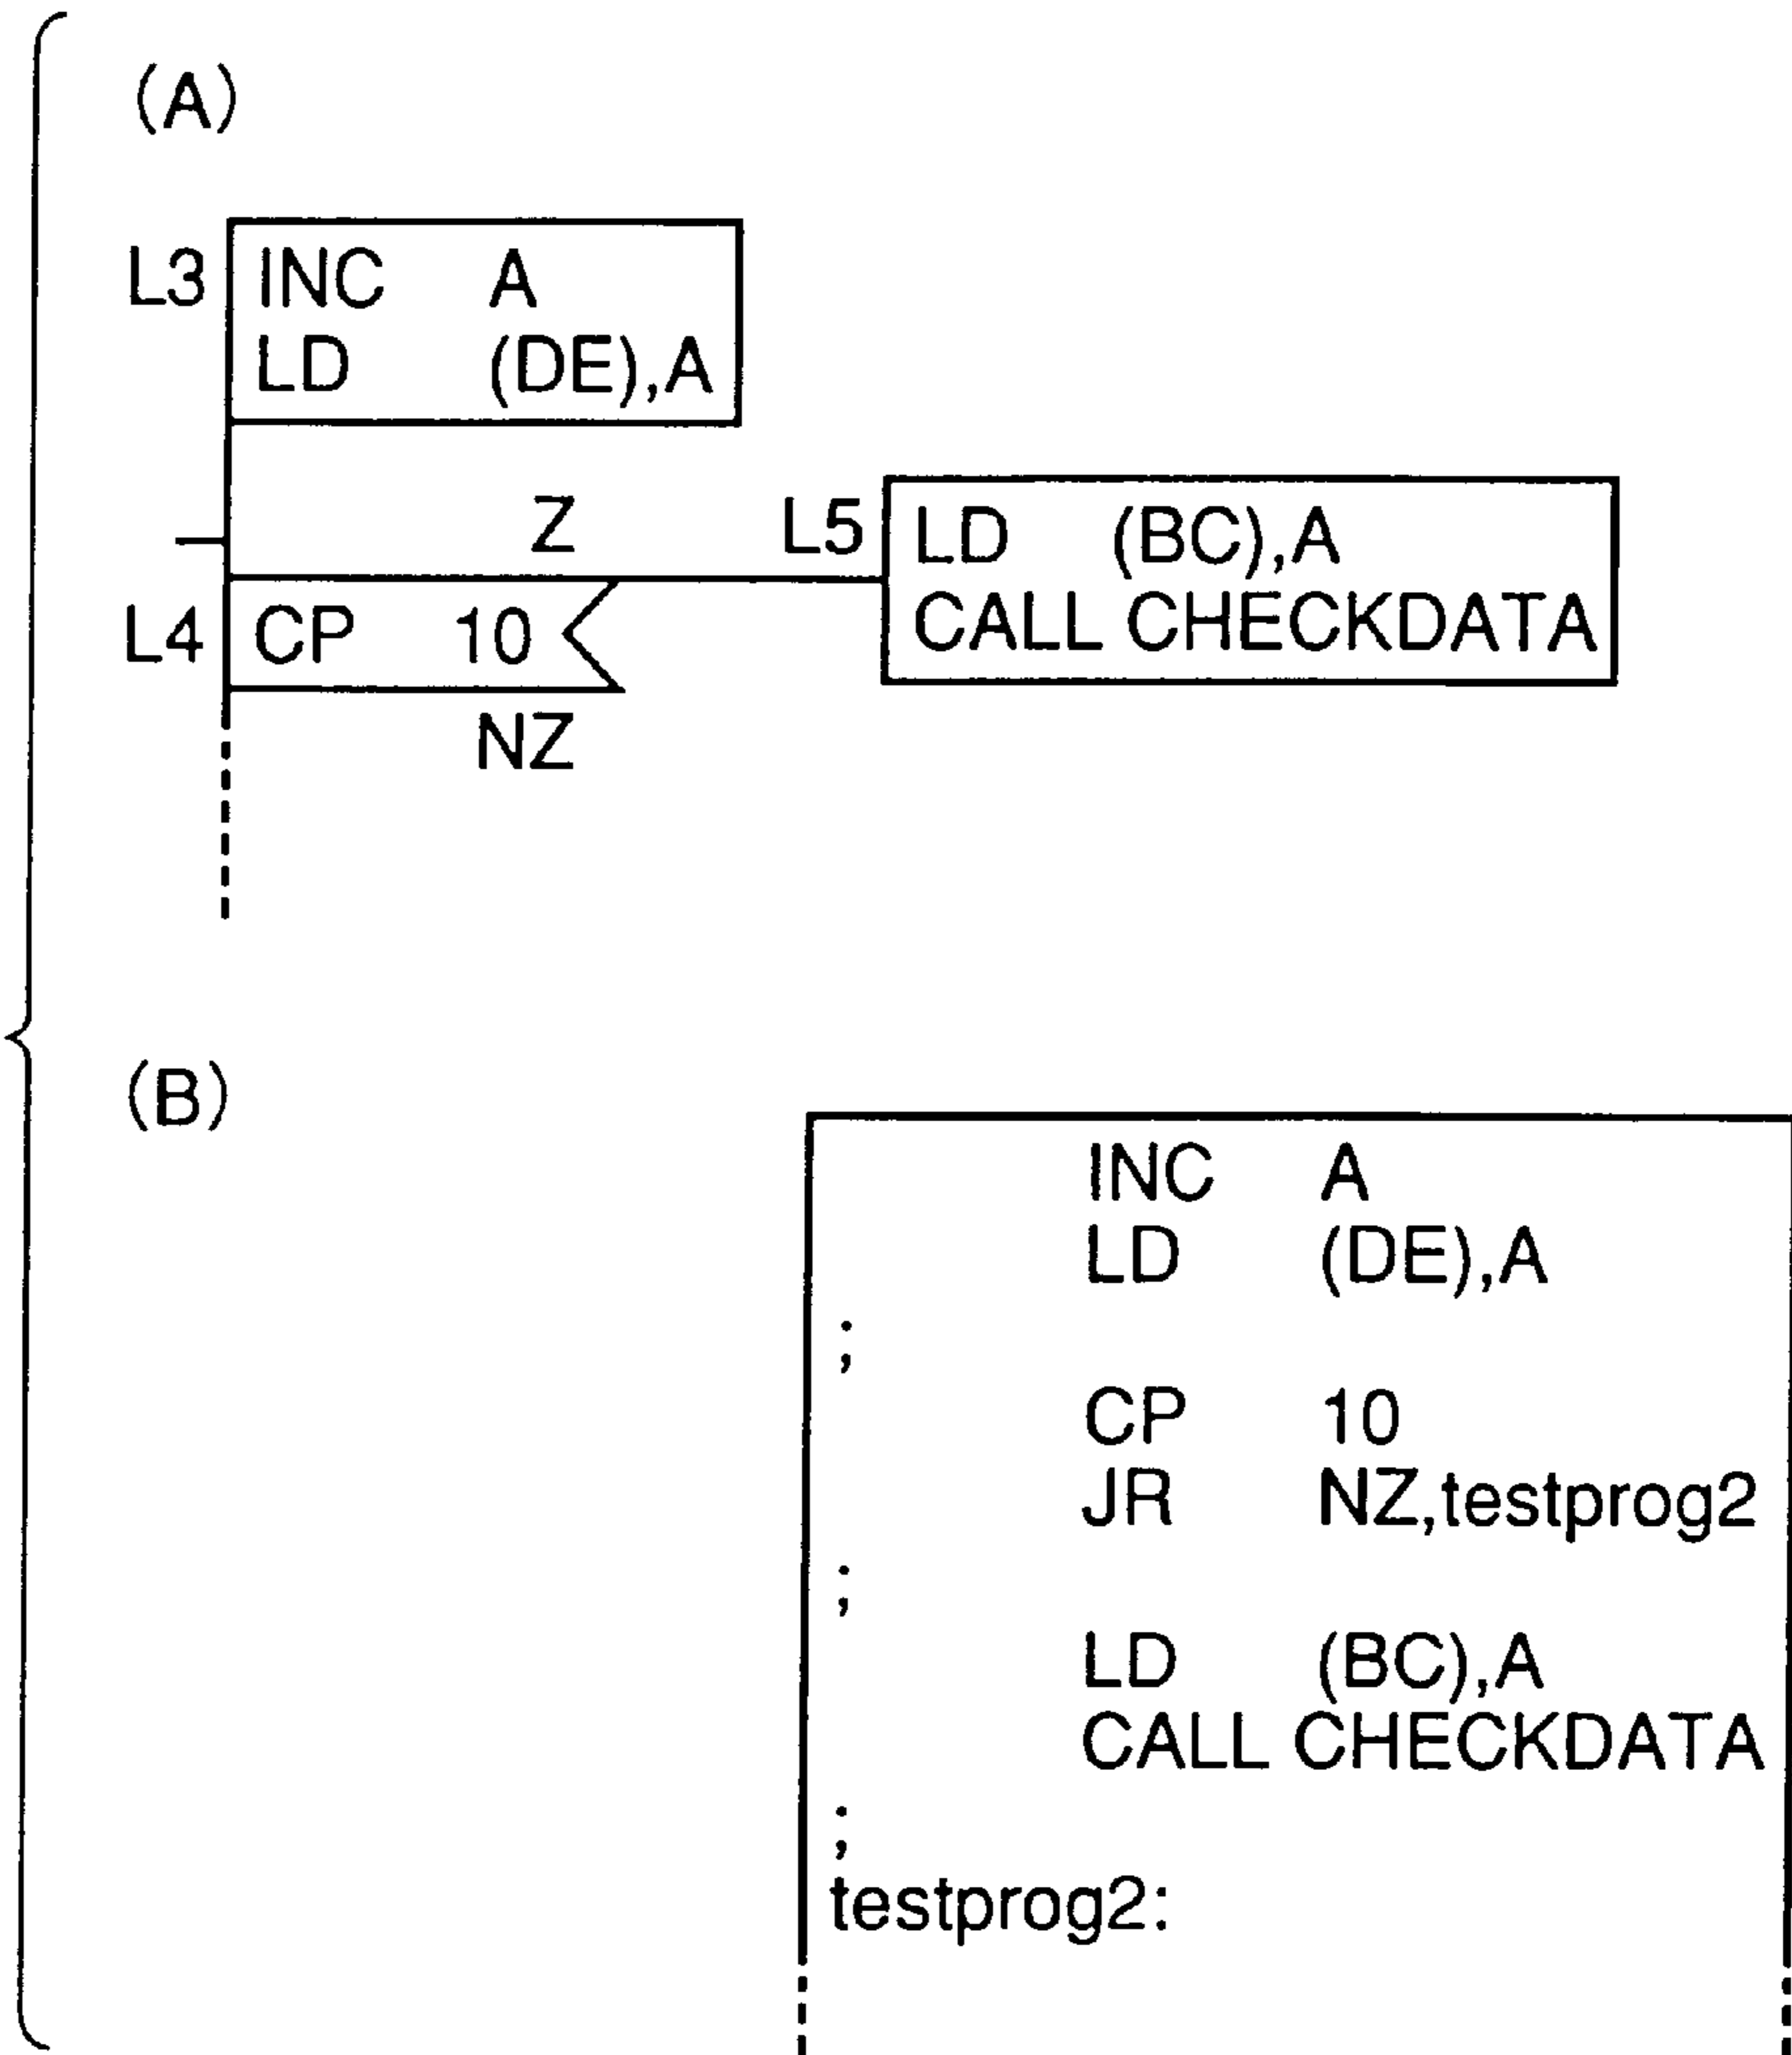 (A)
L3 INC A
LD (DE),A
Z
L5 LD (BC),A
CALL CHECKDATA
L4 CP 10
NZ
(B)
INC A
LD (DE),A
;
CP 10
JR NZ,testprog2
;
LD (BC),A
CALL CHECKDATA
;
testprog2: